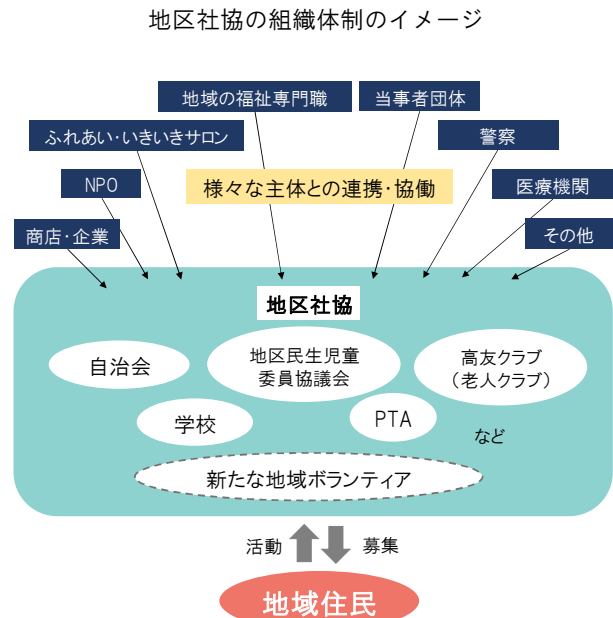 地区社協の組織体制のイメージ
地域の福祉専門職
当事者団体
ふれあい・いきいきサロン
警察
NPO
様々な主体との連携・協働
医療機関
商店・企業
その他
地区社協
自治会
地区民生児童
委員協議会
高友クラブ
（老人クラブ）
学校
PTA
など
新たな地域ボランティア
活動
募集
地域住民